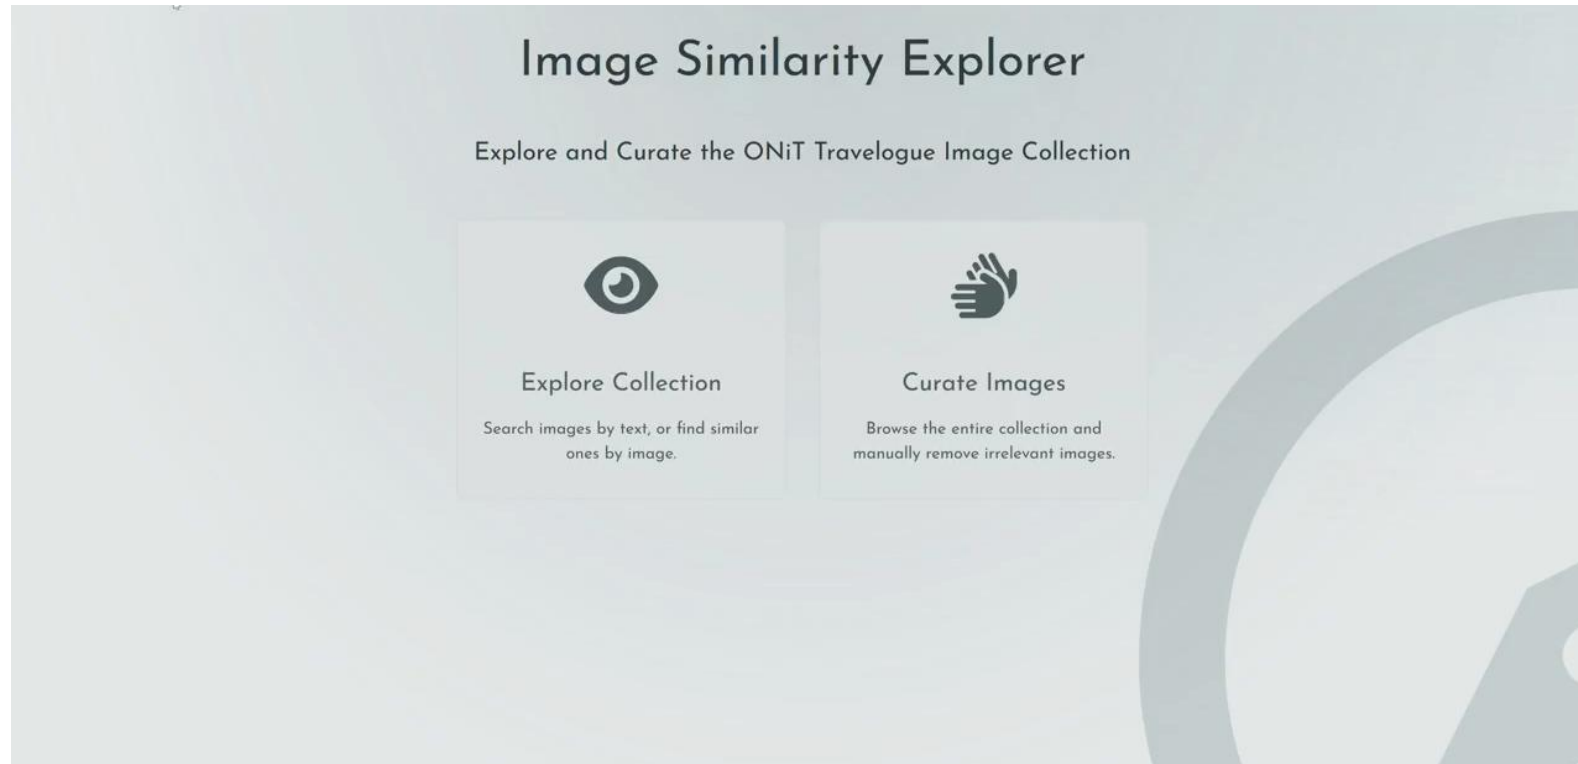 Image Similarity Explorer
Explore and Curate the ONiT Travelogue Image Collection
Explore Collection
Search images by text, or find similar
ones by image.
Curate Images
Browse the entire collection and
manually remove irrelevant images.